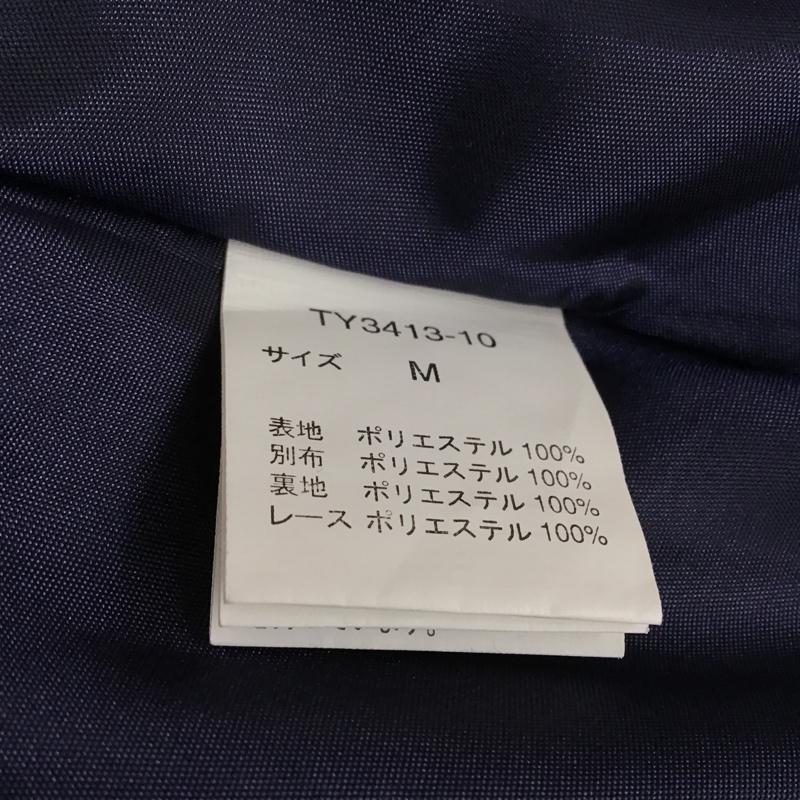 TY3413-10
サイズ M
表地 ポリエステル 100%
別布 ポリエステル 100%
裏地 ポリエステル 100%
レース ポリエステル 100%